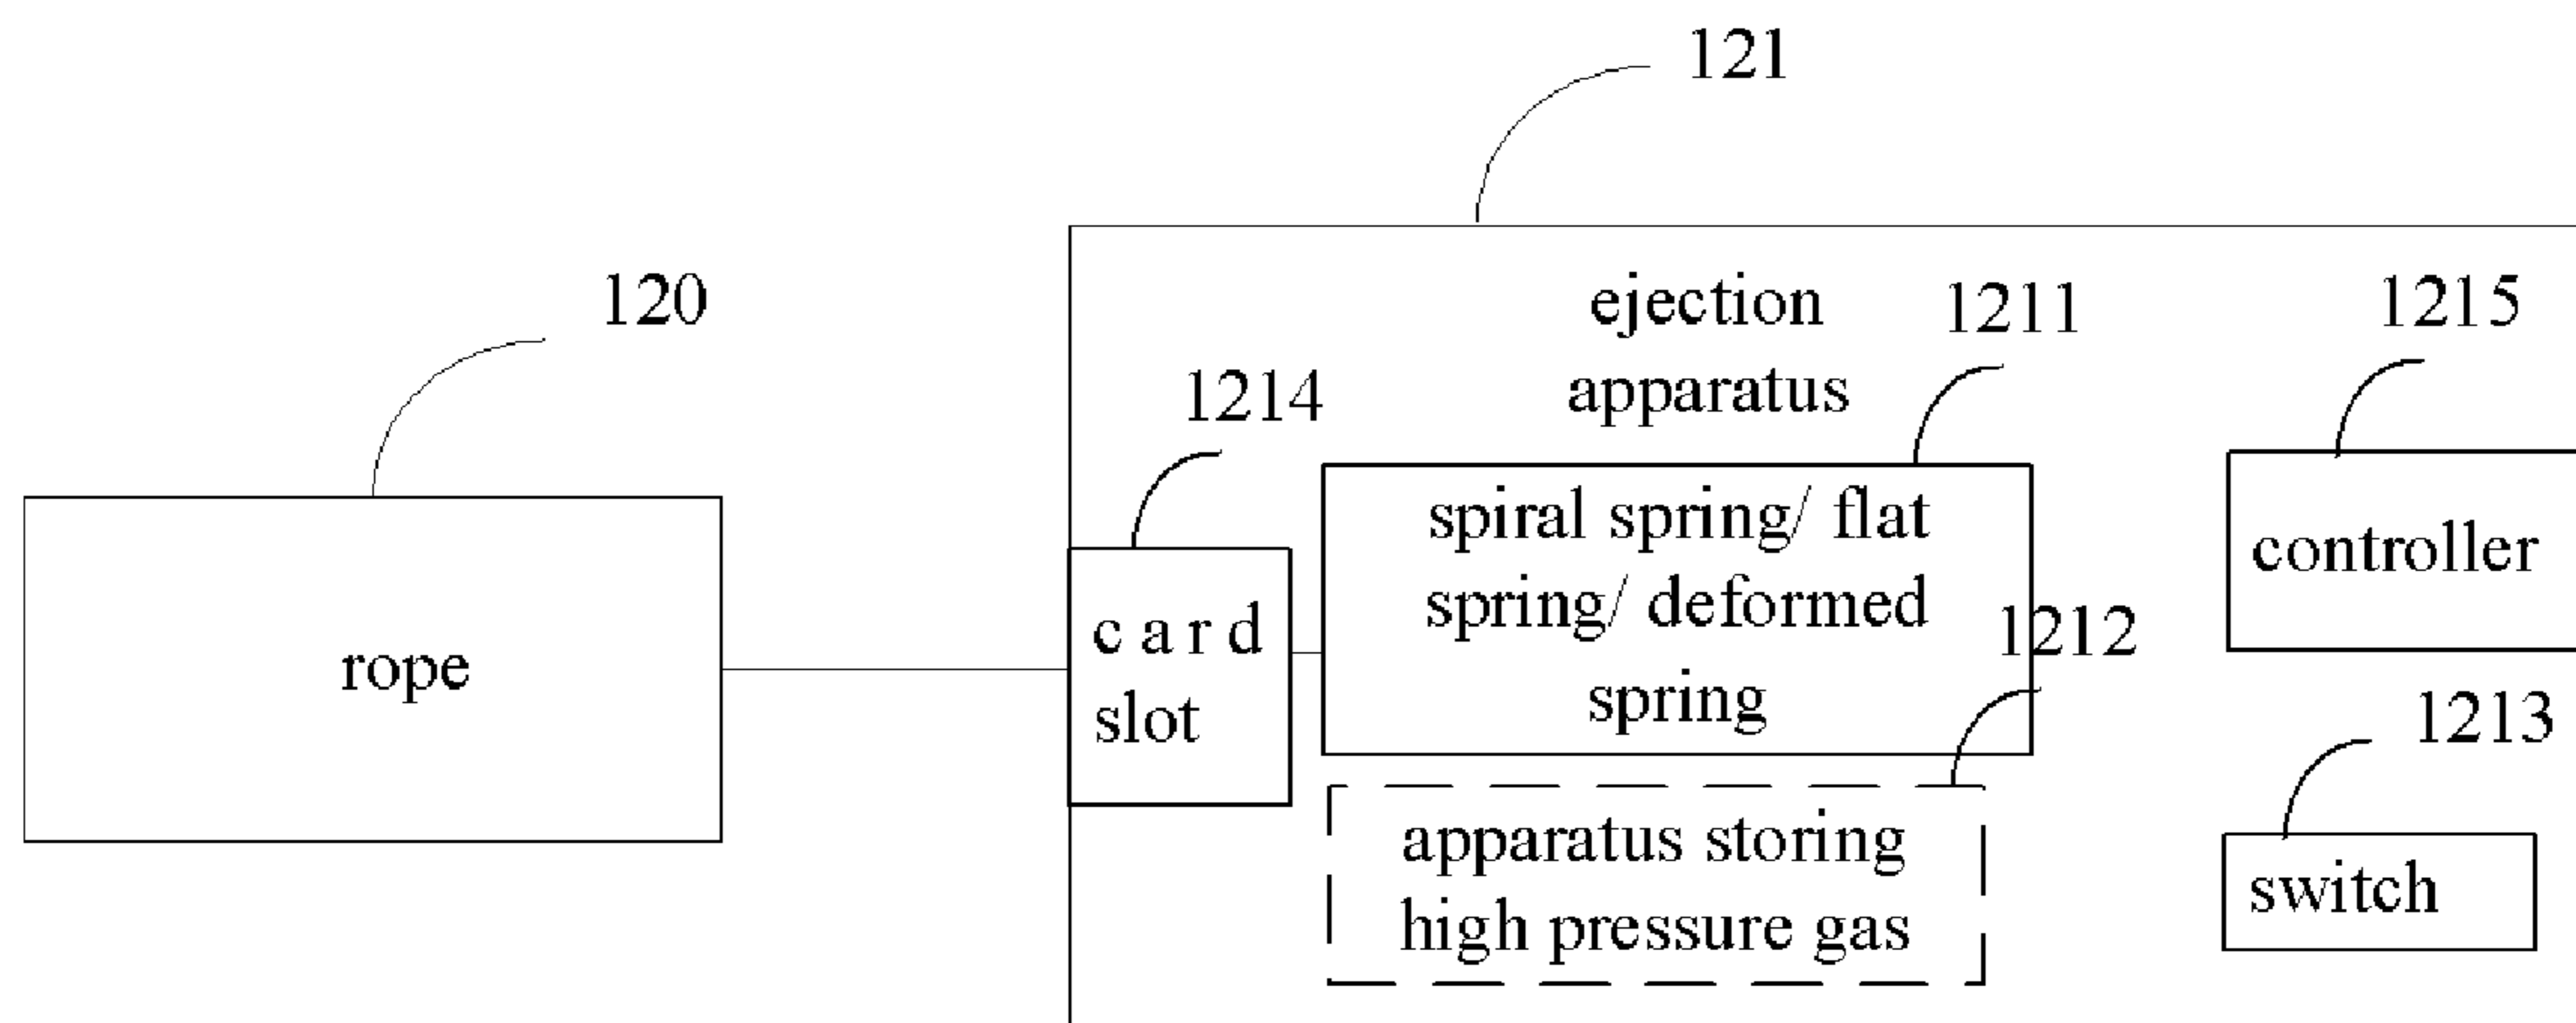 121
120
ejection
apparatus
1211
1215
1214
spiral spring/ flat
spring/ deformed
spring
1212
controller
card
slot
rope
1213
apparatus storing
high pressure gas
switch